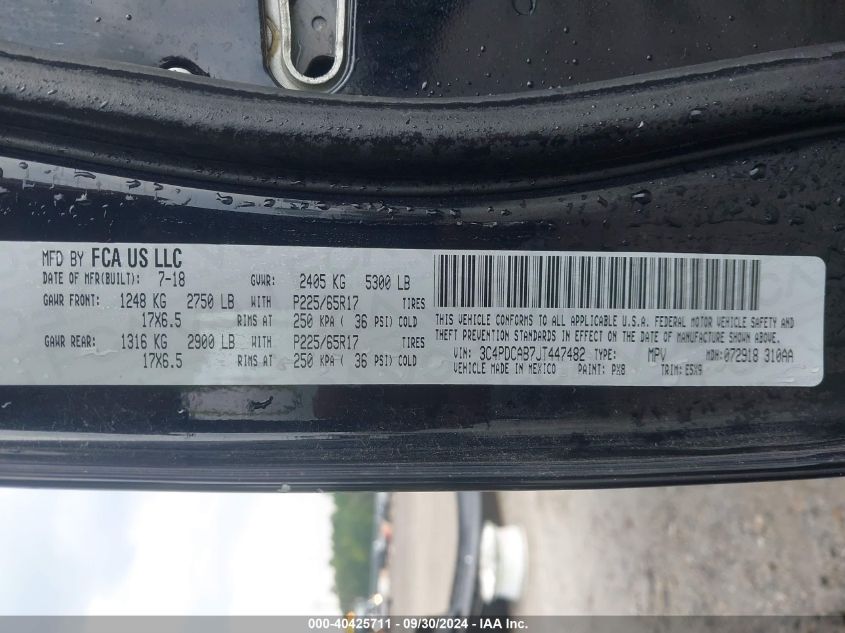 MFD BY FCA US LLC
DATE OF MFR(BUILT): 7-18 GVWR: 2405 KG 5300 LB
GAWR FRONT: 1248 KG 2750 LB WITH P225/65R17 TIRES
17X6.5 RIMS AT 250 KPA ( 36 PSI) COLD
GAWR REAR: 1316 KG 2900 LB WITH P225/65R17 TIRES
17X6.5 RIMS AT 250 KPA ( 36 PSI) COLD
THIS VEHICLE CONFORMS TO ALL APPLICABLE U.S.A. FEDERAL MOTOR VEHICLE SAFETY AND
THEFT PREVENTION STANDARDS IN EFFECT ON THE DATE OF MANUFACTURE SHOWN ABOVE.
VIN: 3C4PDCAB7JT447482 TYPE: MPV MDH: 072918 310AA
VEHICLE MADE IN MEXICO PAINT: PX8 TRIM: E5X9
000-40425711 - 09/30/2024 - IAA Inc.